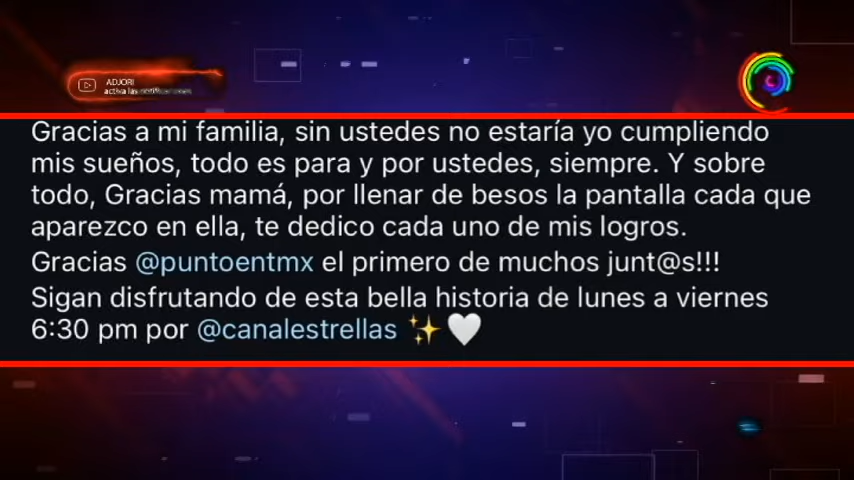 ADJORI
activa las notificaciones
Gracias a mi familia, sin ustedes no estaría yo cumpliendo
mis sueños, todo es para y por ustedes, siempre. Y sobre
todo, Gracias mamá, por llenar de besos la pantalla cada que
aparezco en ella, te dedico cada uno de mis logros.
Gracias @puntoentmx el primero de muchos junt@s!!!
Sigan disfrutando de esta bella historia de lunes a viernes
6:30 pm por @canalestrellas ✨🤍